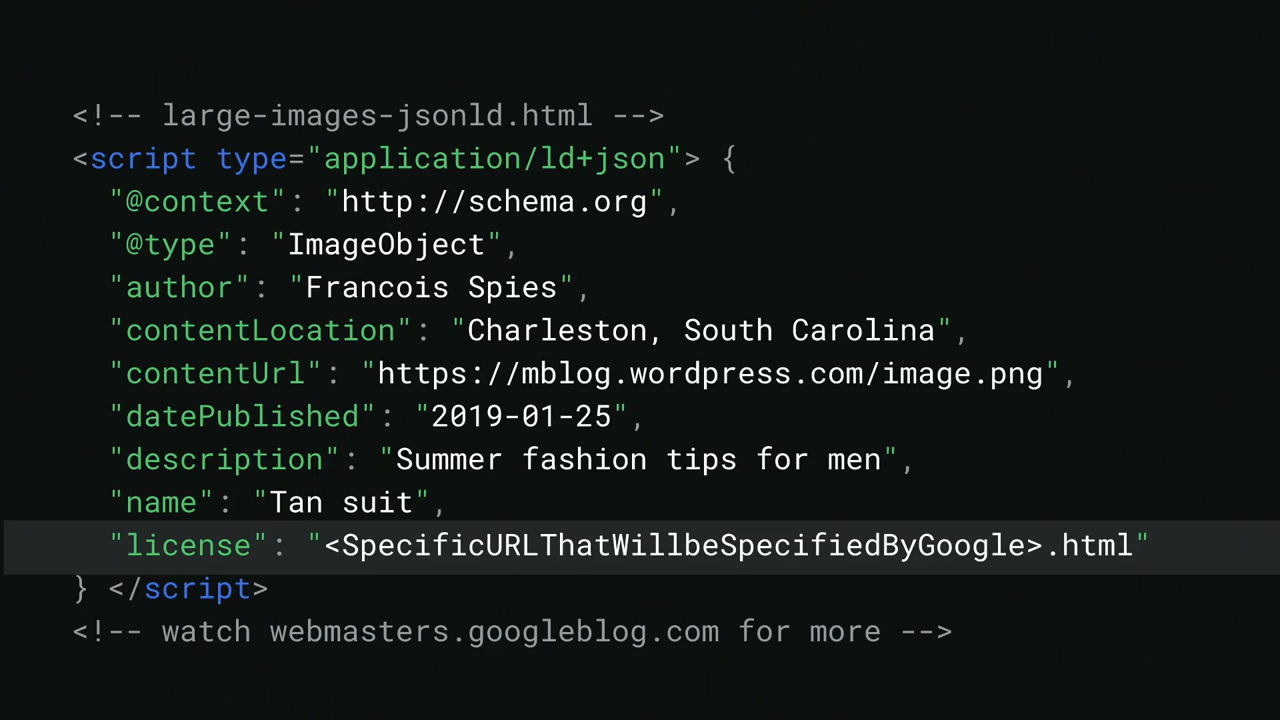 <!-- large-images-jsonld.html -->
<script type="application/ld+json"> {
"@context": "http://schema.org",
"@type": "ImageObject",
"author": "Francois Spies",
"contentLocation": "Charleston, South Carolina",
"contentUrl": "https://mblog.wordpress.com/image.png",
"datePublished": "2019-01-25",
"description": "Summer fashion tips for men",
"name": "Tan suit",
"license": "<SpecificURLThatWillbeSpecifiedByGoogle>.html"
} </script>
<!-- watch webmasters.googleblog.com for more -->